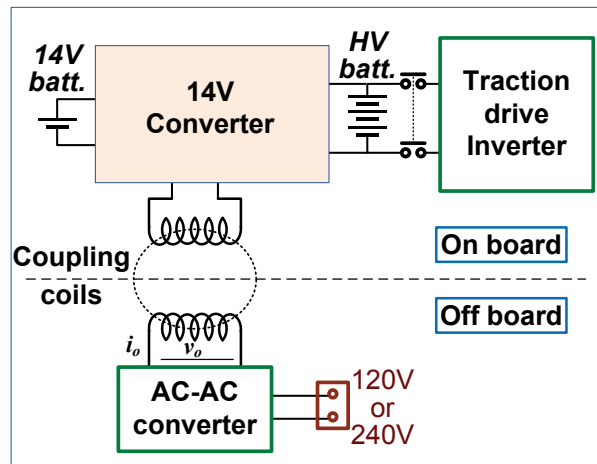 14V
batt.
14V
Converter
HV
batt.
Traction
drive
Inverter
Coupling
coils
On board
Off board
iₒ
vₒ
AC-AC
converter
120V
or
240V